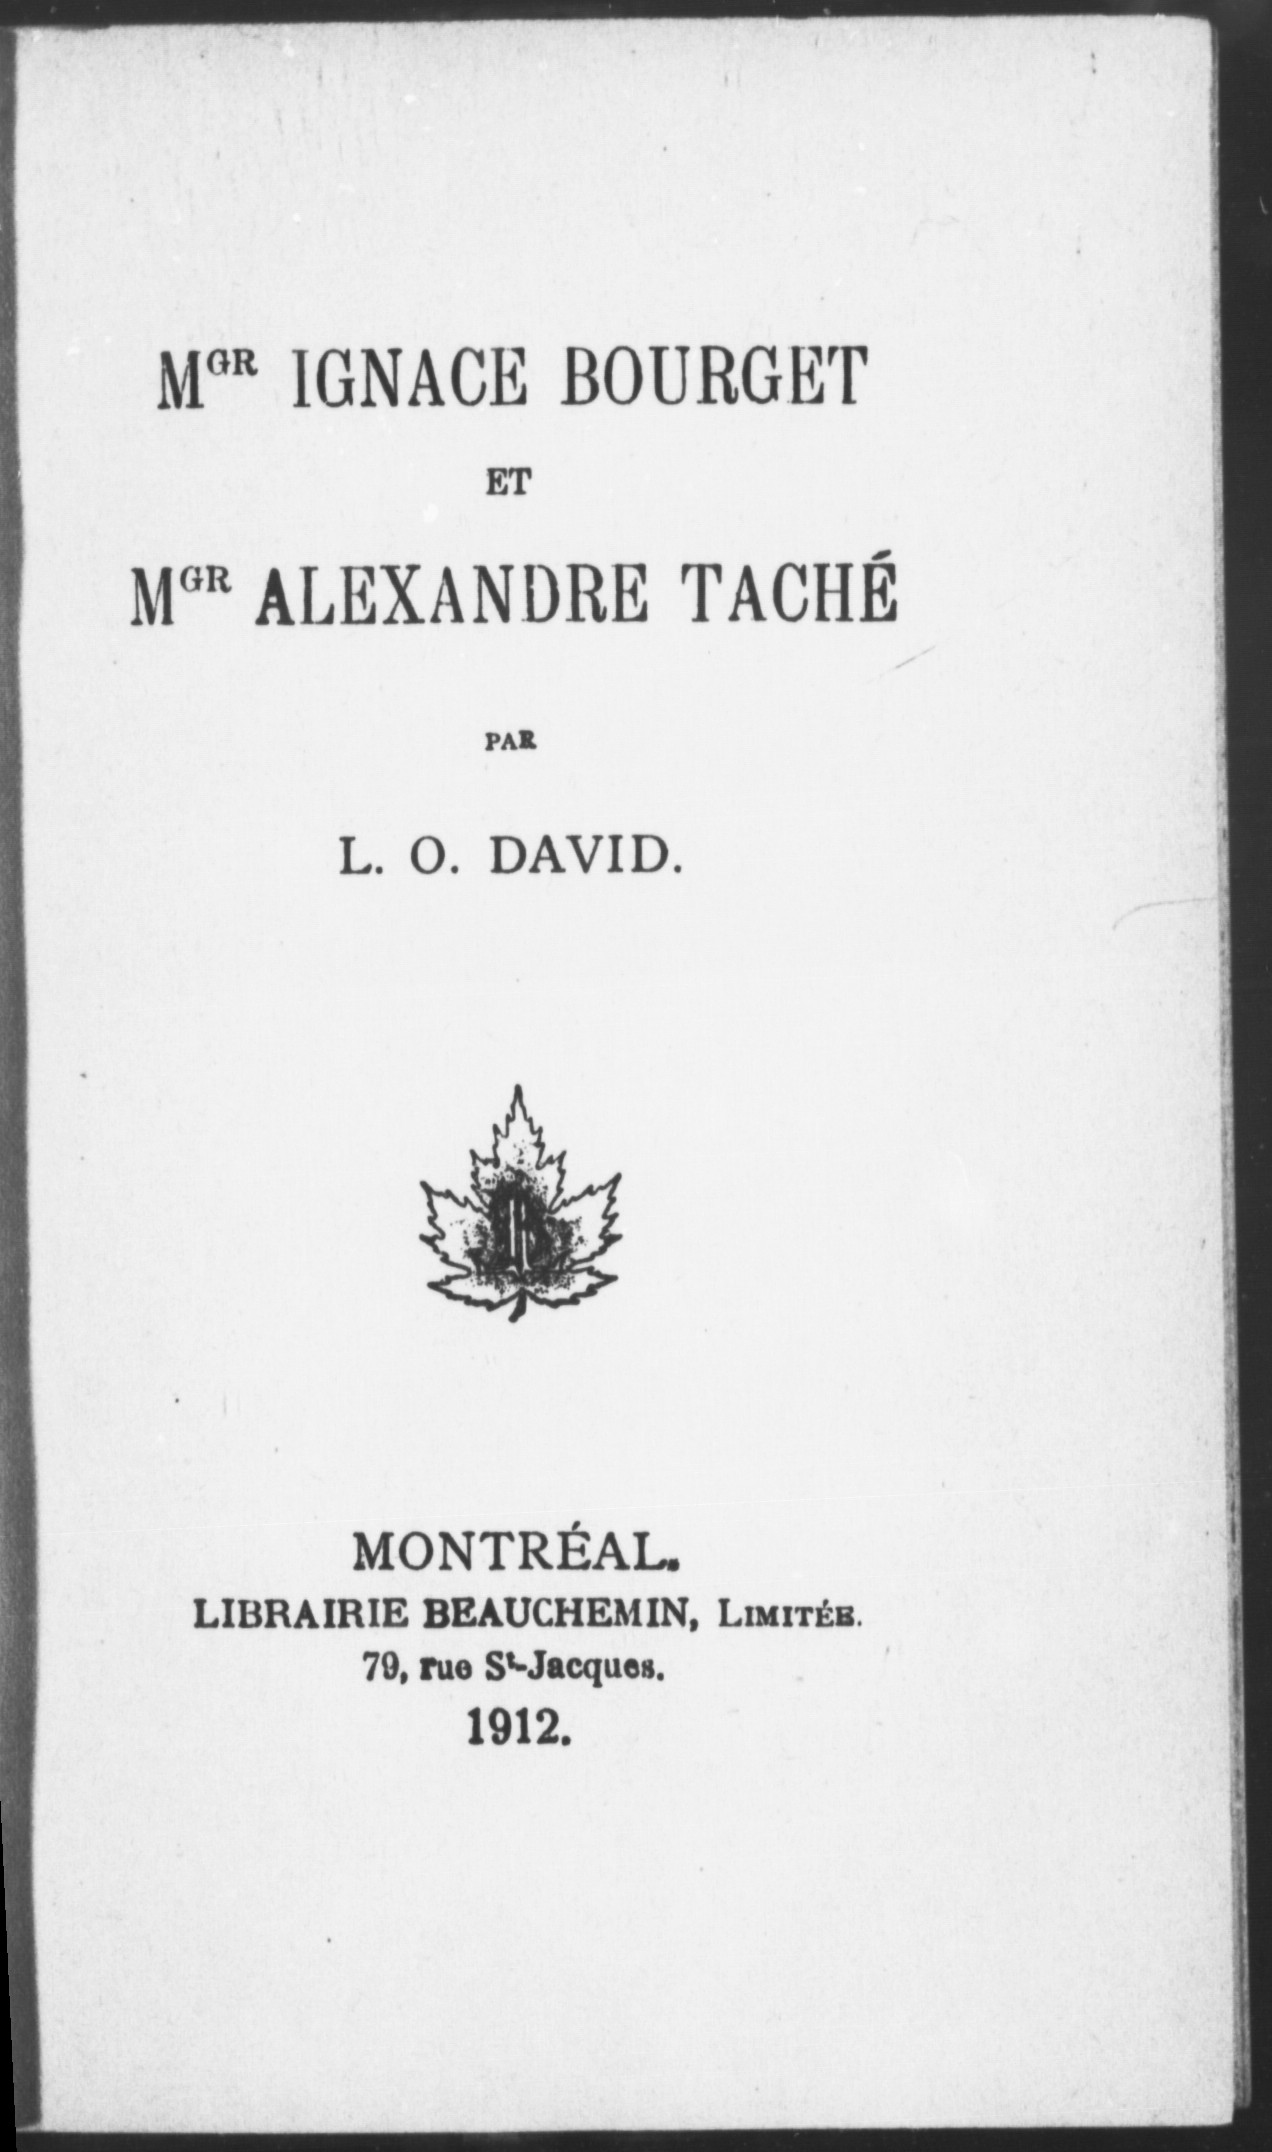 MGR IGNACE BOURGET
ET
MGR ALEXANDRE TACHÉ
PAR
L. O. DAVID.
B
MONTRÉAL.
LIBRAIRIE BEAUCHEMIN, LIMITÉE.
79, rue St-Jacques.
1912.